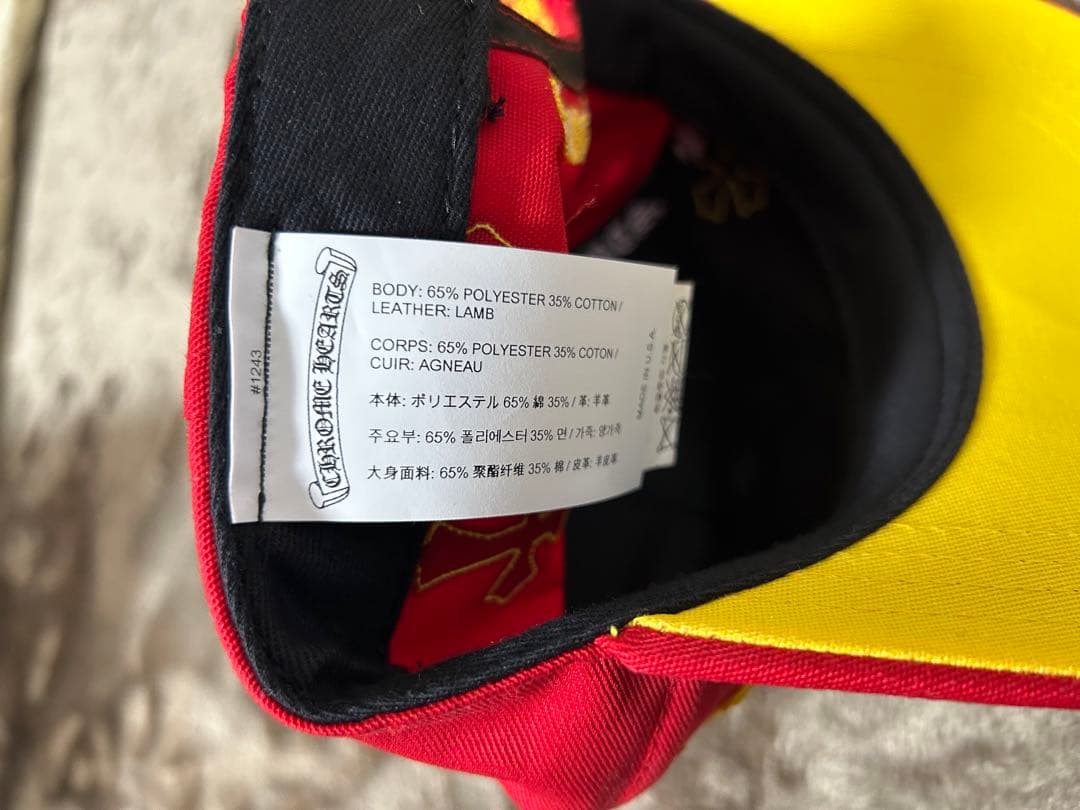 #1243
CHROME HEARTS
BODY: 65% POLYESTER 35% COTTON /
LEATHER: LAMB
CORPS: 65% POLYESTER 35% COTON /
CUIR: AGNEAU
本体: ポリエステル 65% 綿 35% / 革: 羊革
주요부: 65% 폴리에스터 35% 면 / 가죽: 양가죽
大身面料: 65% 聚酯纤维 35% 棉 / 皮革: 羊皮革
MADE IN U.S.A.